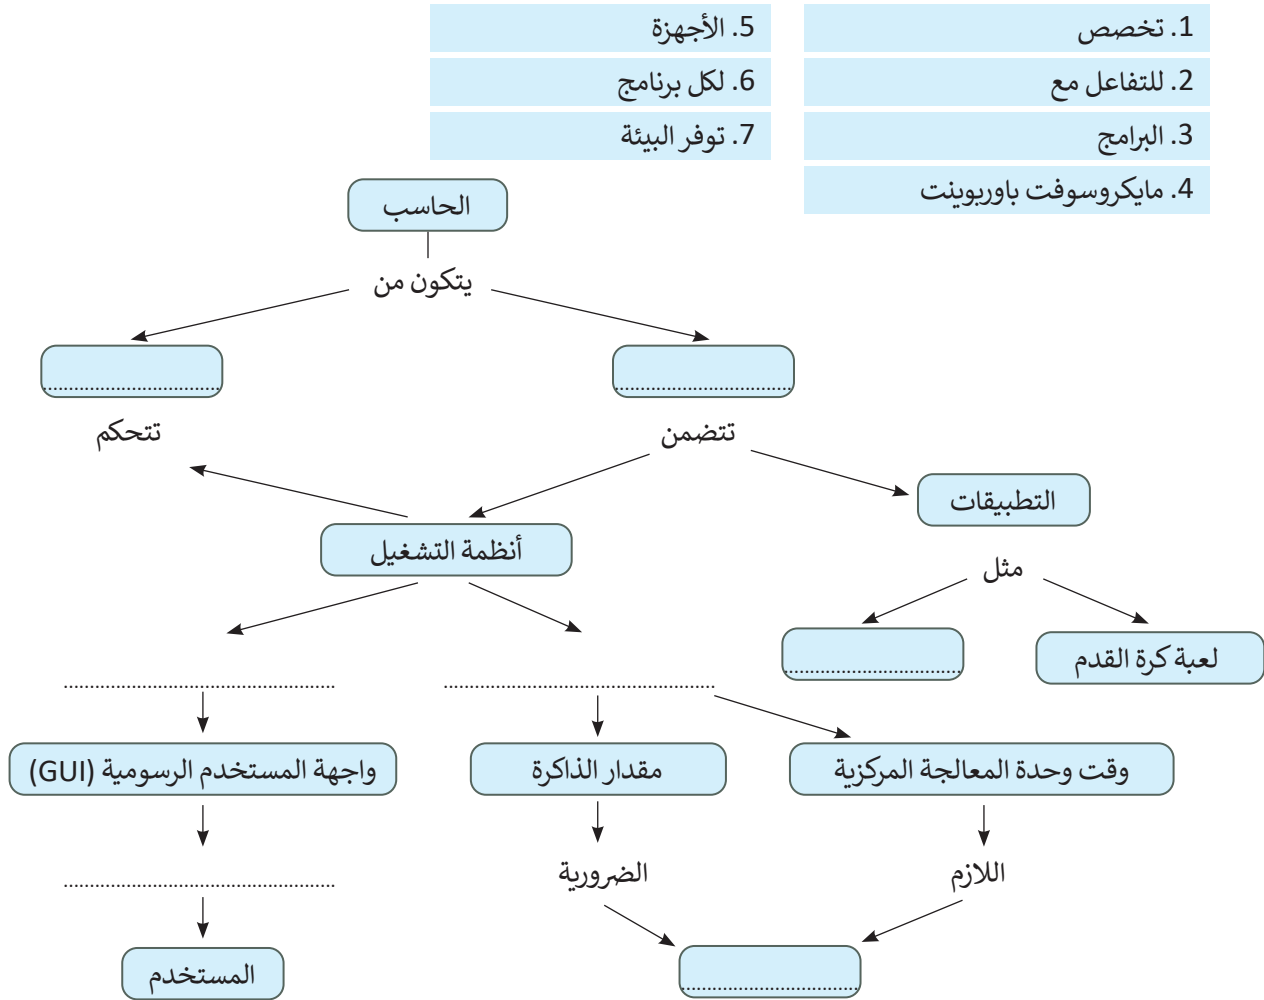 1. تخصص
2. للتفاعل مع
3. البرامج
4. مايكروسوفت باوربوينت
5. الأجهزة
6. لكل برنامج
7. توفر البيئة
الحاسب
يتكون من
تتضمن
تتحكم
التطبيقات
أنظمة التشغيل
مثل
لعبة كرة القدم
وقت وحدة المعالجة المركزية
مقدار الذاكرة
واجهة المستخدم الرسومية (GUI)
اللازم
الضرورية
المستخدم